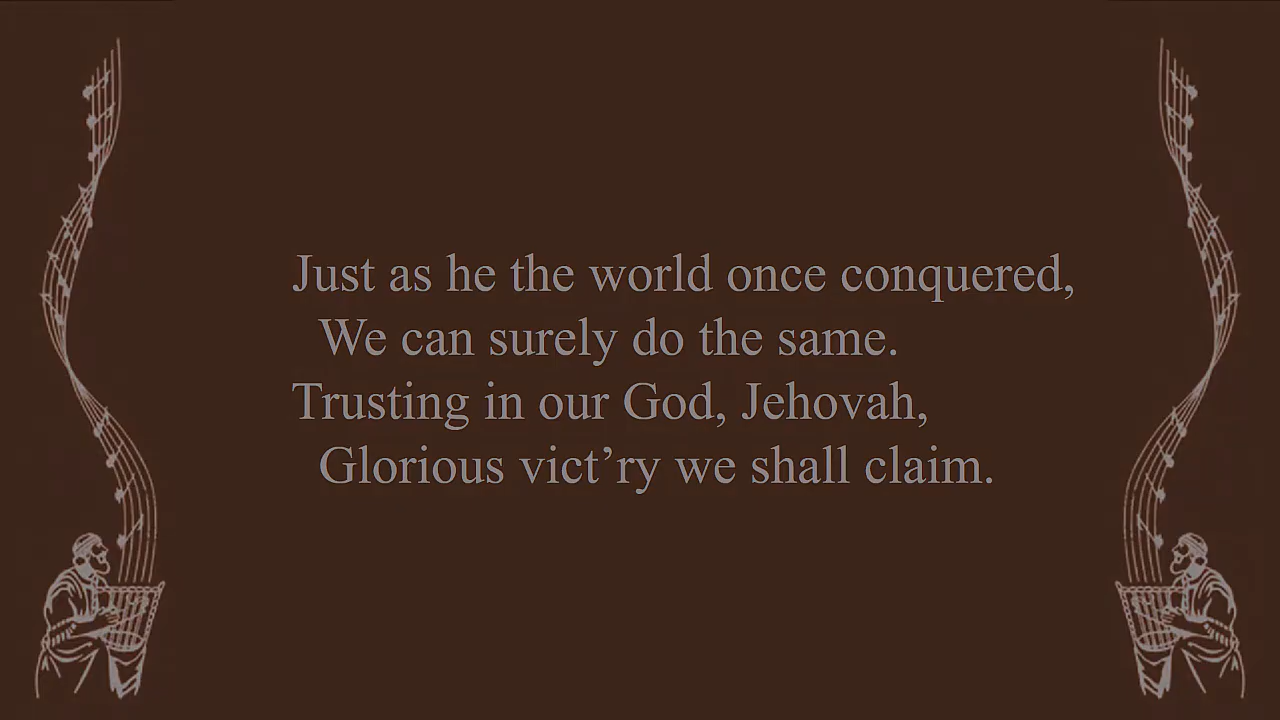 Just as he the world once conquered,
We can surely do the same.
Trusting in our God, Jehovah,
Glorious vict’ry we shall claim.